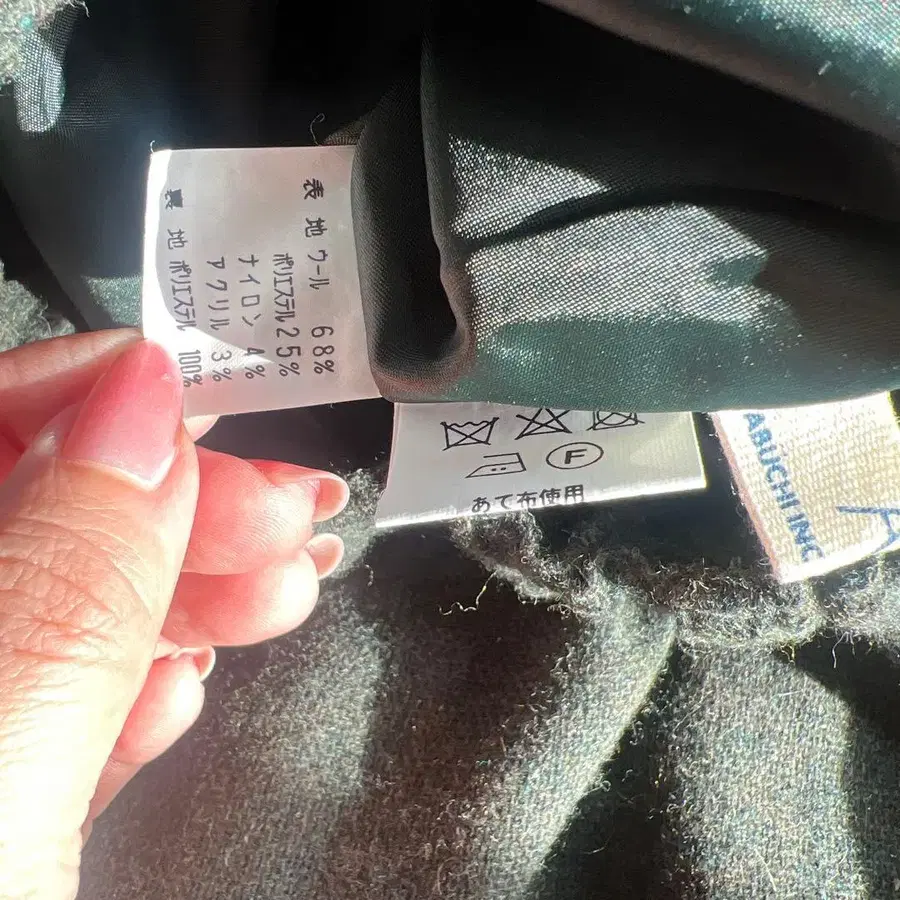 表 地 ウール 68%
ポリエステル 25%
ナイロン 4%
アクリル 3%
裏 地 ポリエステル 100%
F
あて布使用
ABUCHI INC
A